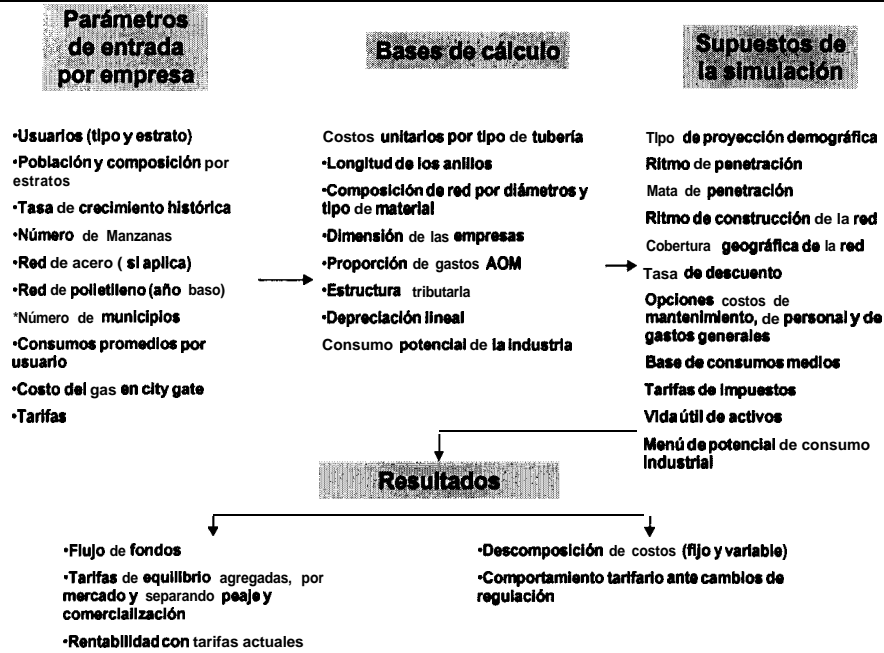 Parámetros
de entrada
por empresa
Bases de cálculo
Supuestos de
la simulación
•Usuarios (tipo y estrato)
•Población y composición por
estratos
•Tasa de crecimiento histórica
•Número de Manzanas
•Red de acero ( si aplica)
•Red de polietileno (año baso)
*Número de municipios
•Consumos promedios por
usuario
•Costo del gas en city gate
•Tarifas
Costos unitarios por tipo de tubería
•Longitud de los anillos
•Composición de red por diámetros y
tipo de material
•Dimensión de las empresas
•Proporción de gastos AOM
•Estructura tributarla
•Depreciación lineal
Consumo potencial de la industria
Tipo de proyección demográfica
Ritmo de penetración
Mata de penetración
Ritmo de construcción de la red
Cobertura geográfica de la red
Tasa de descuento
Opciones costos de
mantenimiento, de personal y de
gastos generales
Base de consumos medios
Tarifas de impuestos
Vida útil de activos
Menú de potencial de consumo
industrial
Resultados
•Flujo de fondos
•Tarifas de equilibrio agregadas, por
mercado y separando peaje y
comercialización
•Rentabilidad con tarifas actuales
•Descomposición de costos (fijo y variable)
•Comportamiento tarifario ante cambios de
regulación